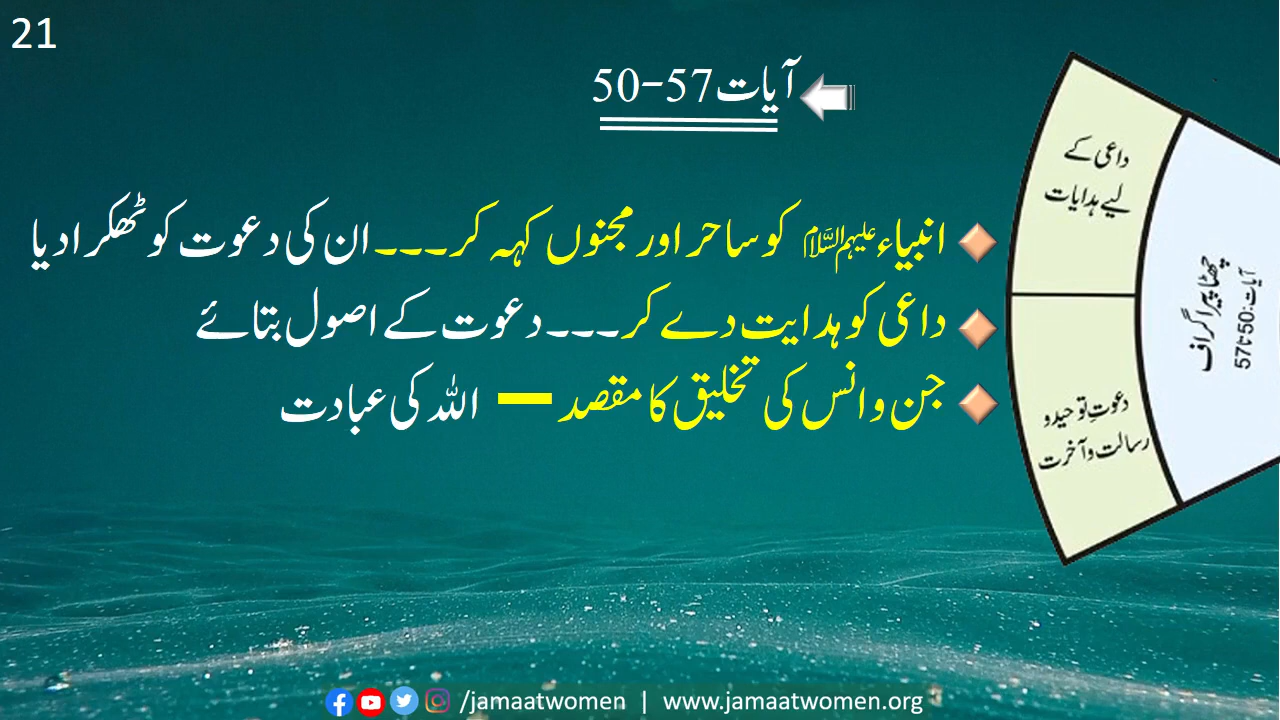 21
آیات 57-50
انبیاء علیہم السلام کو ساحر اور مجنوں کہہ کر۔۔۔ان کی دعوت کو ٹھکرا دیا
داعی کو ہدایت دے کر۔۔۔دعوت کے اصول بتائے
جن و انس کی تخلیق کا مقصد – اللہ کی عبادت
داعی کے
لیے ہدایات
دعوتِ توحید و
رسالت و آخرت
چھٹا پیراگراف
آیات: 50 تا 57
/jamaatwomen | www.jamaatwomen.org